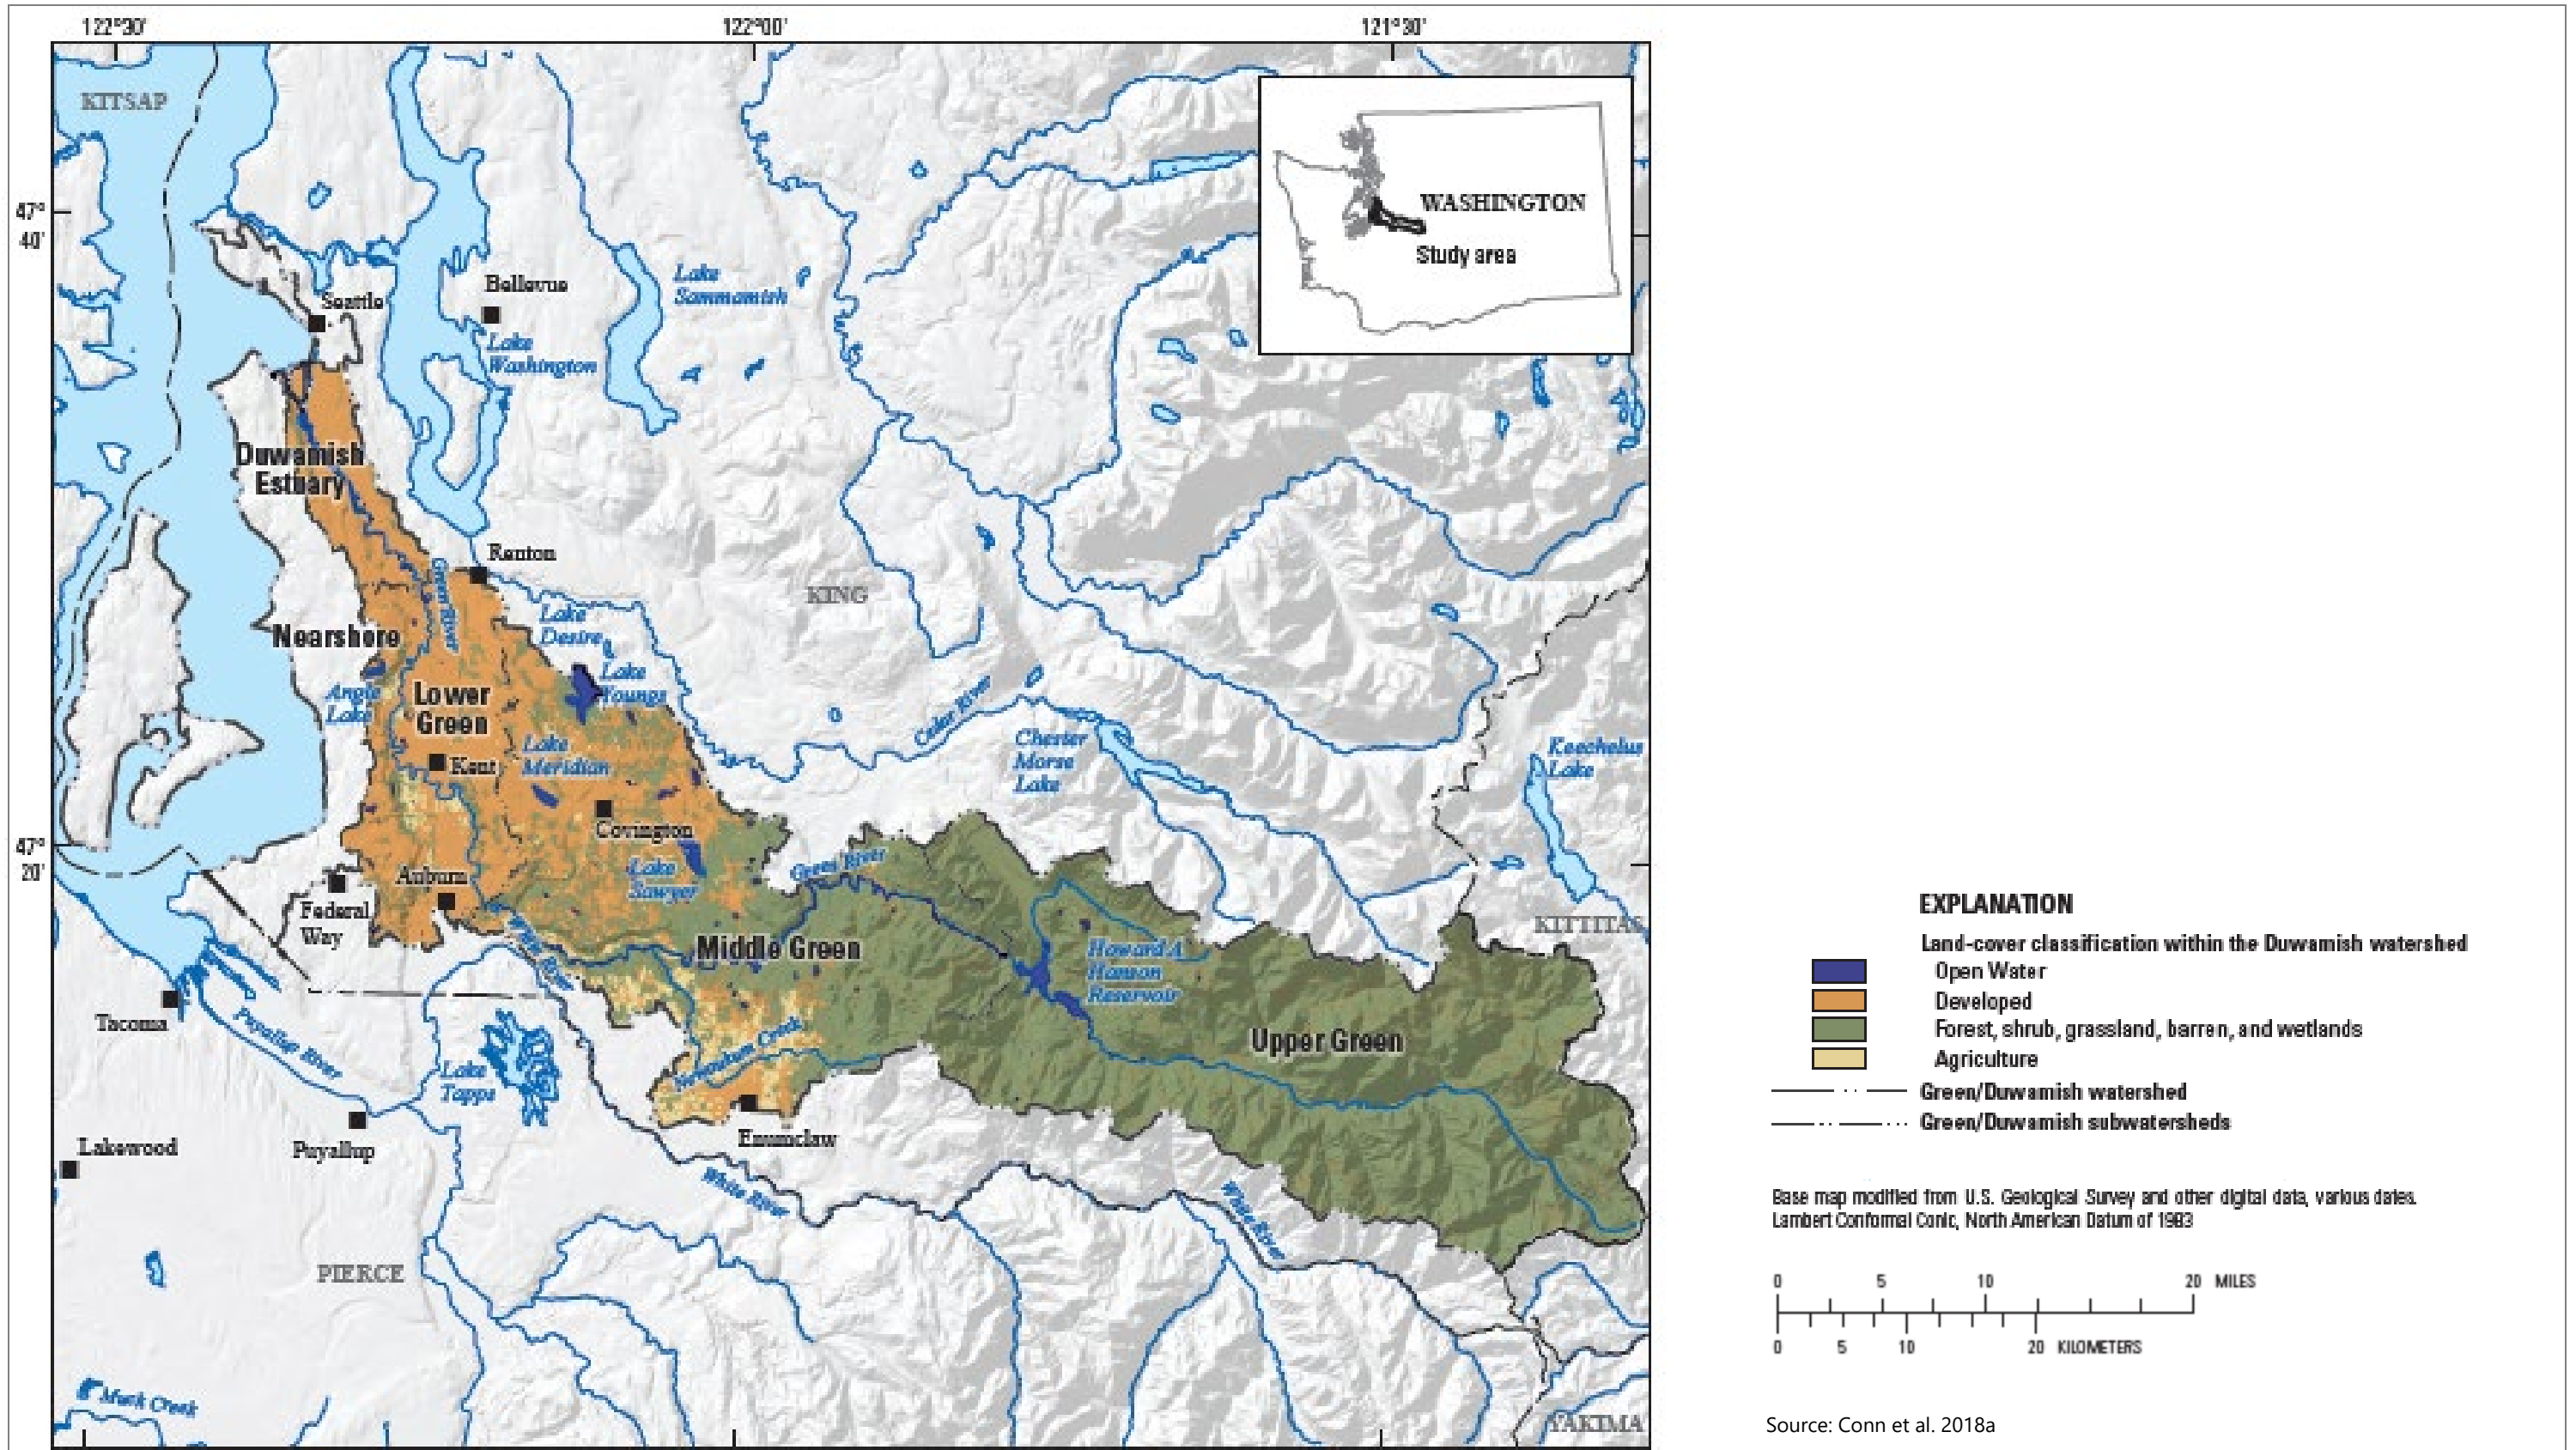 122°30'
122°00'
121°30'
KITSAP
47°
40'
WASHINGTON
Study area
Seattle
Bellevue
Lake
Sammamish
Lake
Washington
Duwamish
Estuary
Renton
Green River
KING
Lake
Desire
Nearshore
Lake
Youngs
Angle
Lake
Lower
Green
Cedar River
Kent
Lake
Meridian
Chester
Morse
Lake
Keechelus
Lake
Covington
47°
20'
Green River
Lake
Sawyer
Auburn
Federal
Way
KITTITAS
White River
Middle Green
Howard A
Hanson
Reservoir
Tacoma
Puyallup River
Newaukum Creek
Upper Green
Lake
Tapps
Enumclaw
Lakewood
Puyallup
White River
White River
PIERCE
Muck Creek
YAKIMA
EXPLANATION
Land-cover classification within the Duwamish watershed
Open Water
Developed
Forest, shrub, grassland, barren, and wetlands
Agriculture
Green/Duwamish watershed
Green/Duwamish subwatersheds
Base map modified from U.S. Geological Survey and other digital data, various dates.
Lambert Conformal Conic, North American Datum of 1983
0 5 10 20 MILES
0 5 10 20 KILOMETERS
Source: Conn et al. 2018a